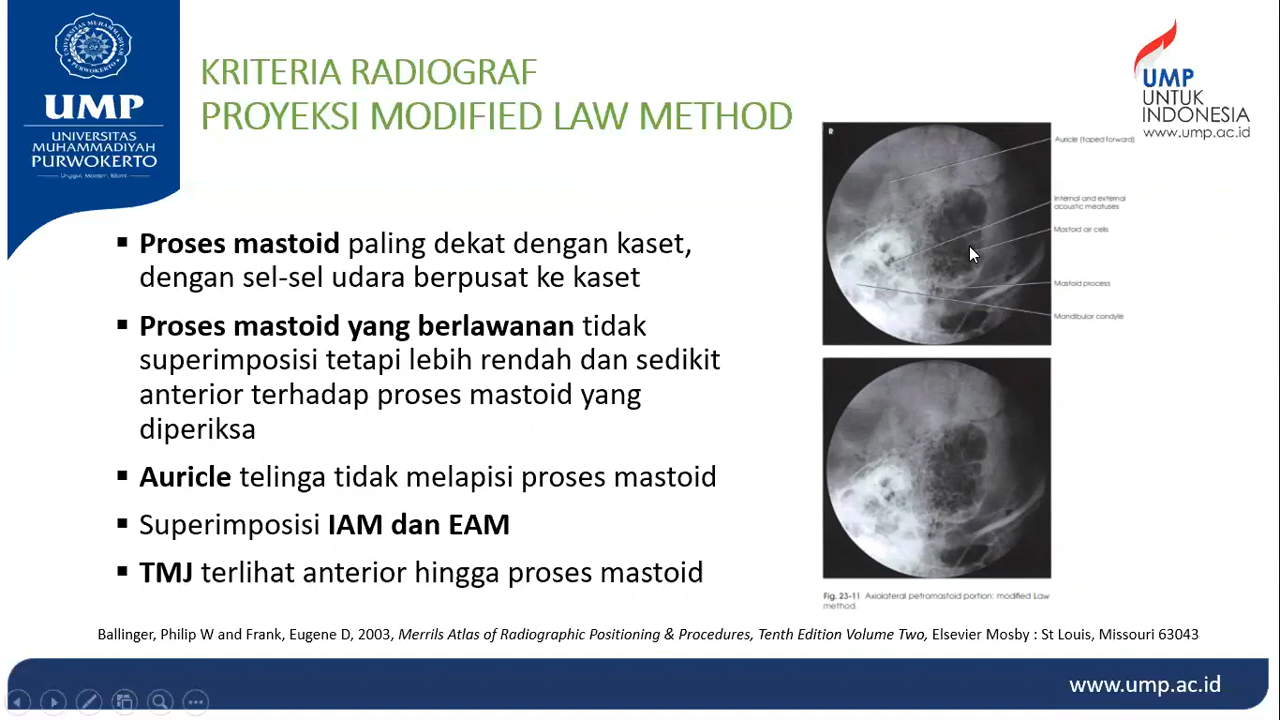 UNIVERSITAS MUHAMMADIYAH PURWOKERTO
UMP
UNIVERSITAS
MUHAMMADIYAH
PURWOKERTO
Unggul, Modern, Islami
KRITERIA RADIOGRAF
PROYEKSI MODIFIED LAW METHOD
UMP
UNTUK
INDONESIA
www.ump.ac.id
▪ Proses mastoid paling dekat dengan kaset,
dengan sel-sel udara berpusat ke kaset
▪ Proses mastoid yang berlawanan tidak
superimposisi tetapi lebih rendah dan sedikit
anterior terhadap proses mastoid yang
diperiksa
▪ Auricle telinga tidak melapisi proses mastoid
▪ Superimposisi IAM dan EAM
▪ TMJ terlihat anterior hingga proses mastoid
R
Auricle (taped forward)
Internal and external
acoustic meatuses
Mastoid air cells
Mastoid process
Mandibular condyle
Fig. 23-11 Axiolateral petromastoid portion: modified Law
method.
Ballinger, Philip W and Frank, Eugene D, 2003, Merrils Atlas of Radiographic Positioning & Procedures, Tenth Edition Volume Two, Elsevier Mosby : St Louis, Missouri 63043
www.ump.ac.id